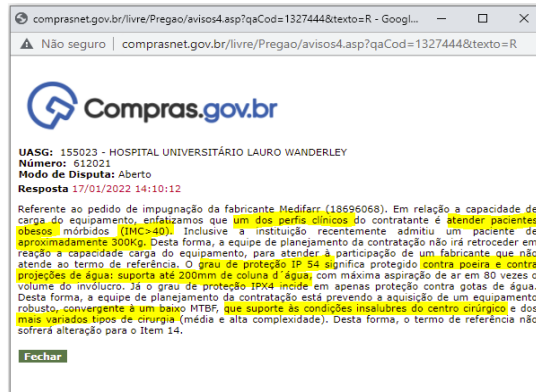 comprasnet.gov.br/livre/Pregao/avisos4.asp?qaCod=1327444&texto=R - Googl...
Não seguro | comprasnet.gov.br/livre/Pregao/avisos4.asp?qaCod=1327444&texto=R
Compras.gov.br
UASG: 155023 - HOSPITAL UNIVERSITÁRIO LAURO WANDERLEY
Número: 612021
Modo de Disputa: Aberto
Resposta 17/01/2022 14:10:12
Referente ao pedido de impugnação da fabricante Medifarr (18696068). Em relação a capacidade de
carga do equipamento, enfatizamos que um dos perfis clínicos do contratante é atender pacientes
obesos mórbidos (IMC>40). Inclusive a instituição recentemente admitiu um paciente de
aproximadamente 300Kg. Desta forma, a equipe de planejamento da contratação não irá retroceder em
reação a capacidade carga do equipamento, para atender à participação de um fabricante que não
atende ao termo de referência. O grau de proteção IP 54 significa protegido contra poeira e contra
projeções de água: suporta até 200mm de coluna d´água, com máxima aspiração de ar em 80 vezes o
volume do invólucro. Já o grau de proteção IPX4 incide em apenas proteção contra gotas de água.
Desta forma, a equipe de planejamento da contratação está prevendo a aquisição de um equipamento
robusto, convergente à um baixo MTBF, que suporte às condições insalubres do centro cirúrgico e dos
mais variados tipos de cirurgia (média e alta complexidade). Desta forma, o termo de referência não
sofrerá alteração para o Item 14.
Fechar